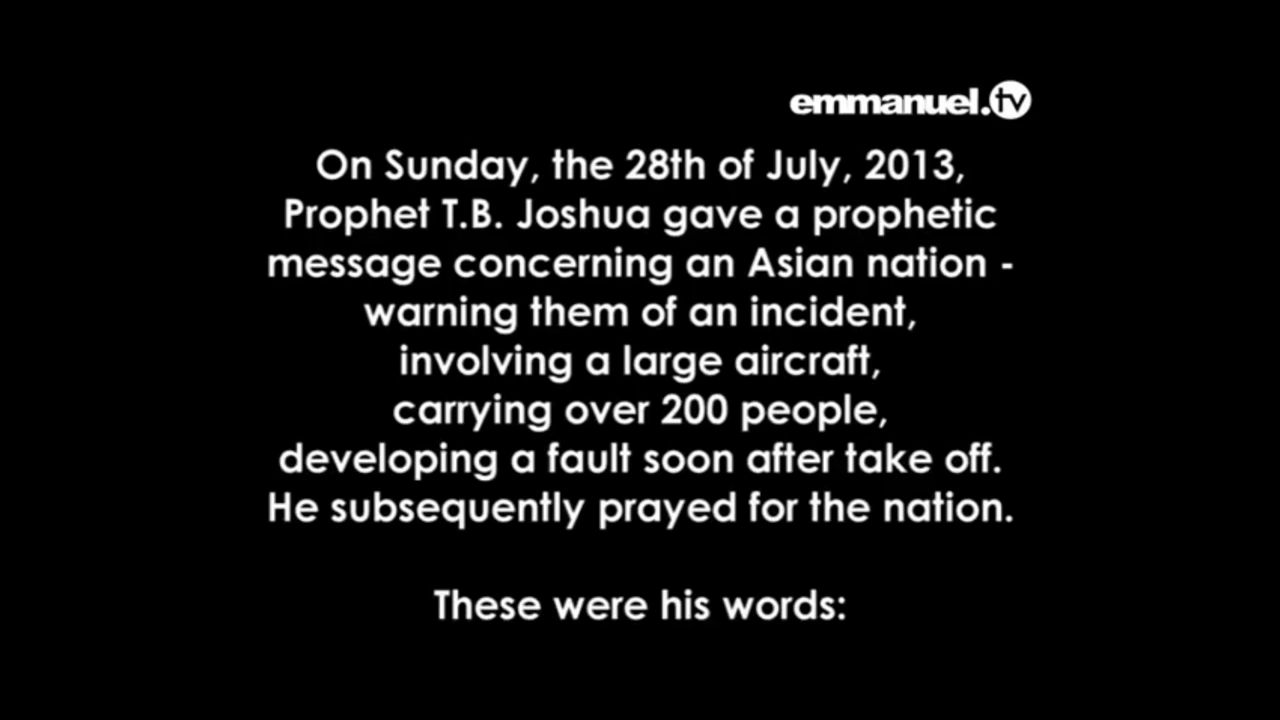 emmanuel.tv
On Sunday, the 28th of July, 2013,
Prophet T.B. Joshua gave a prophetic
message concerning an Asian nation -
warning them of an incident,
involving a large aircraft,
carrying over 200 people,
developing a fault soon after take off.
He subsequently prayed for the nation.
These were his words: